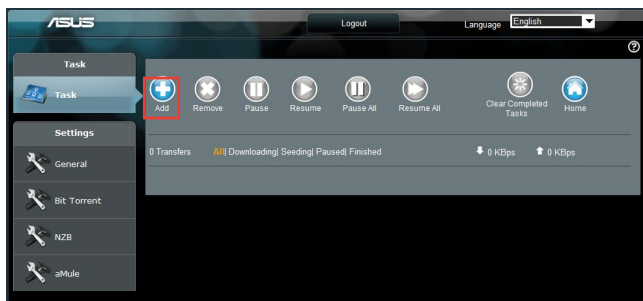 ASUS
Logout
Language English
Task
Task
Settings
General
Bit Torrent
NZB
aMule
Add Remove Pause Resume Pause All Resume All Clear Completed Tasks Home
0 Transfers All| Downloading| Seeding| Paused| Finished 0 KBps 0 KBps